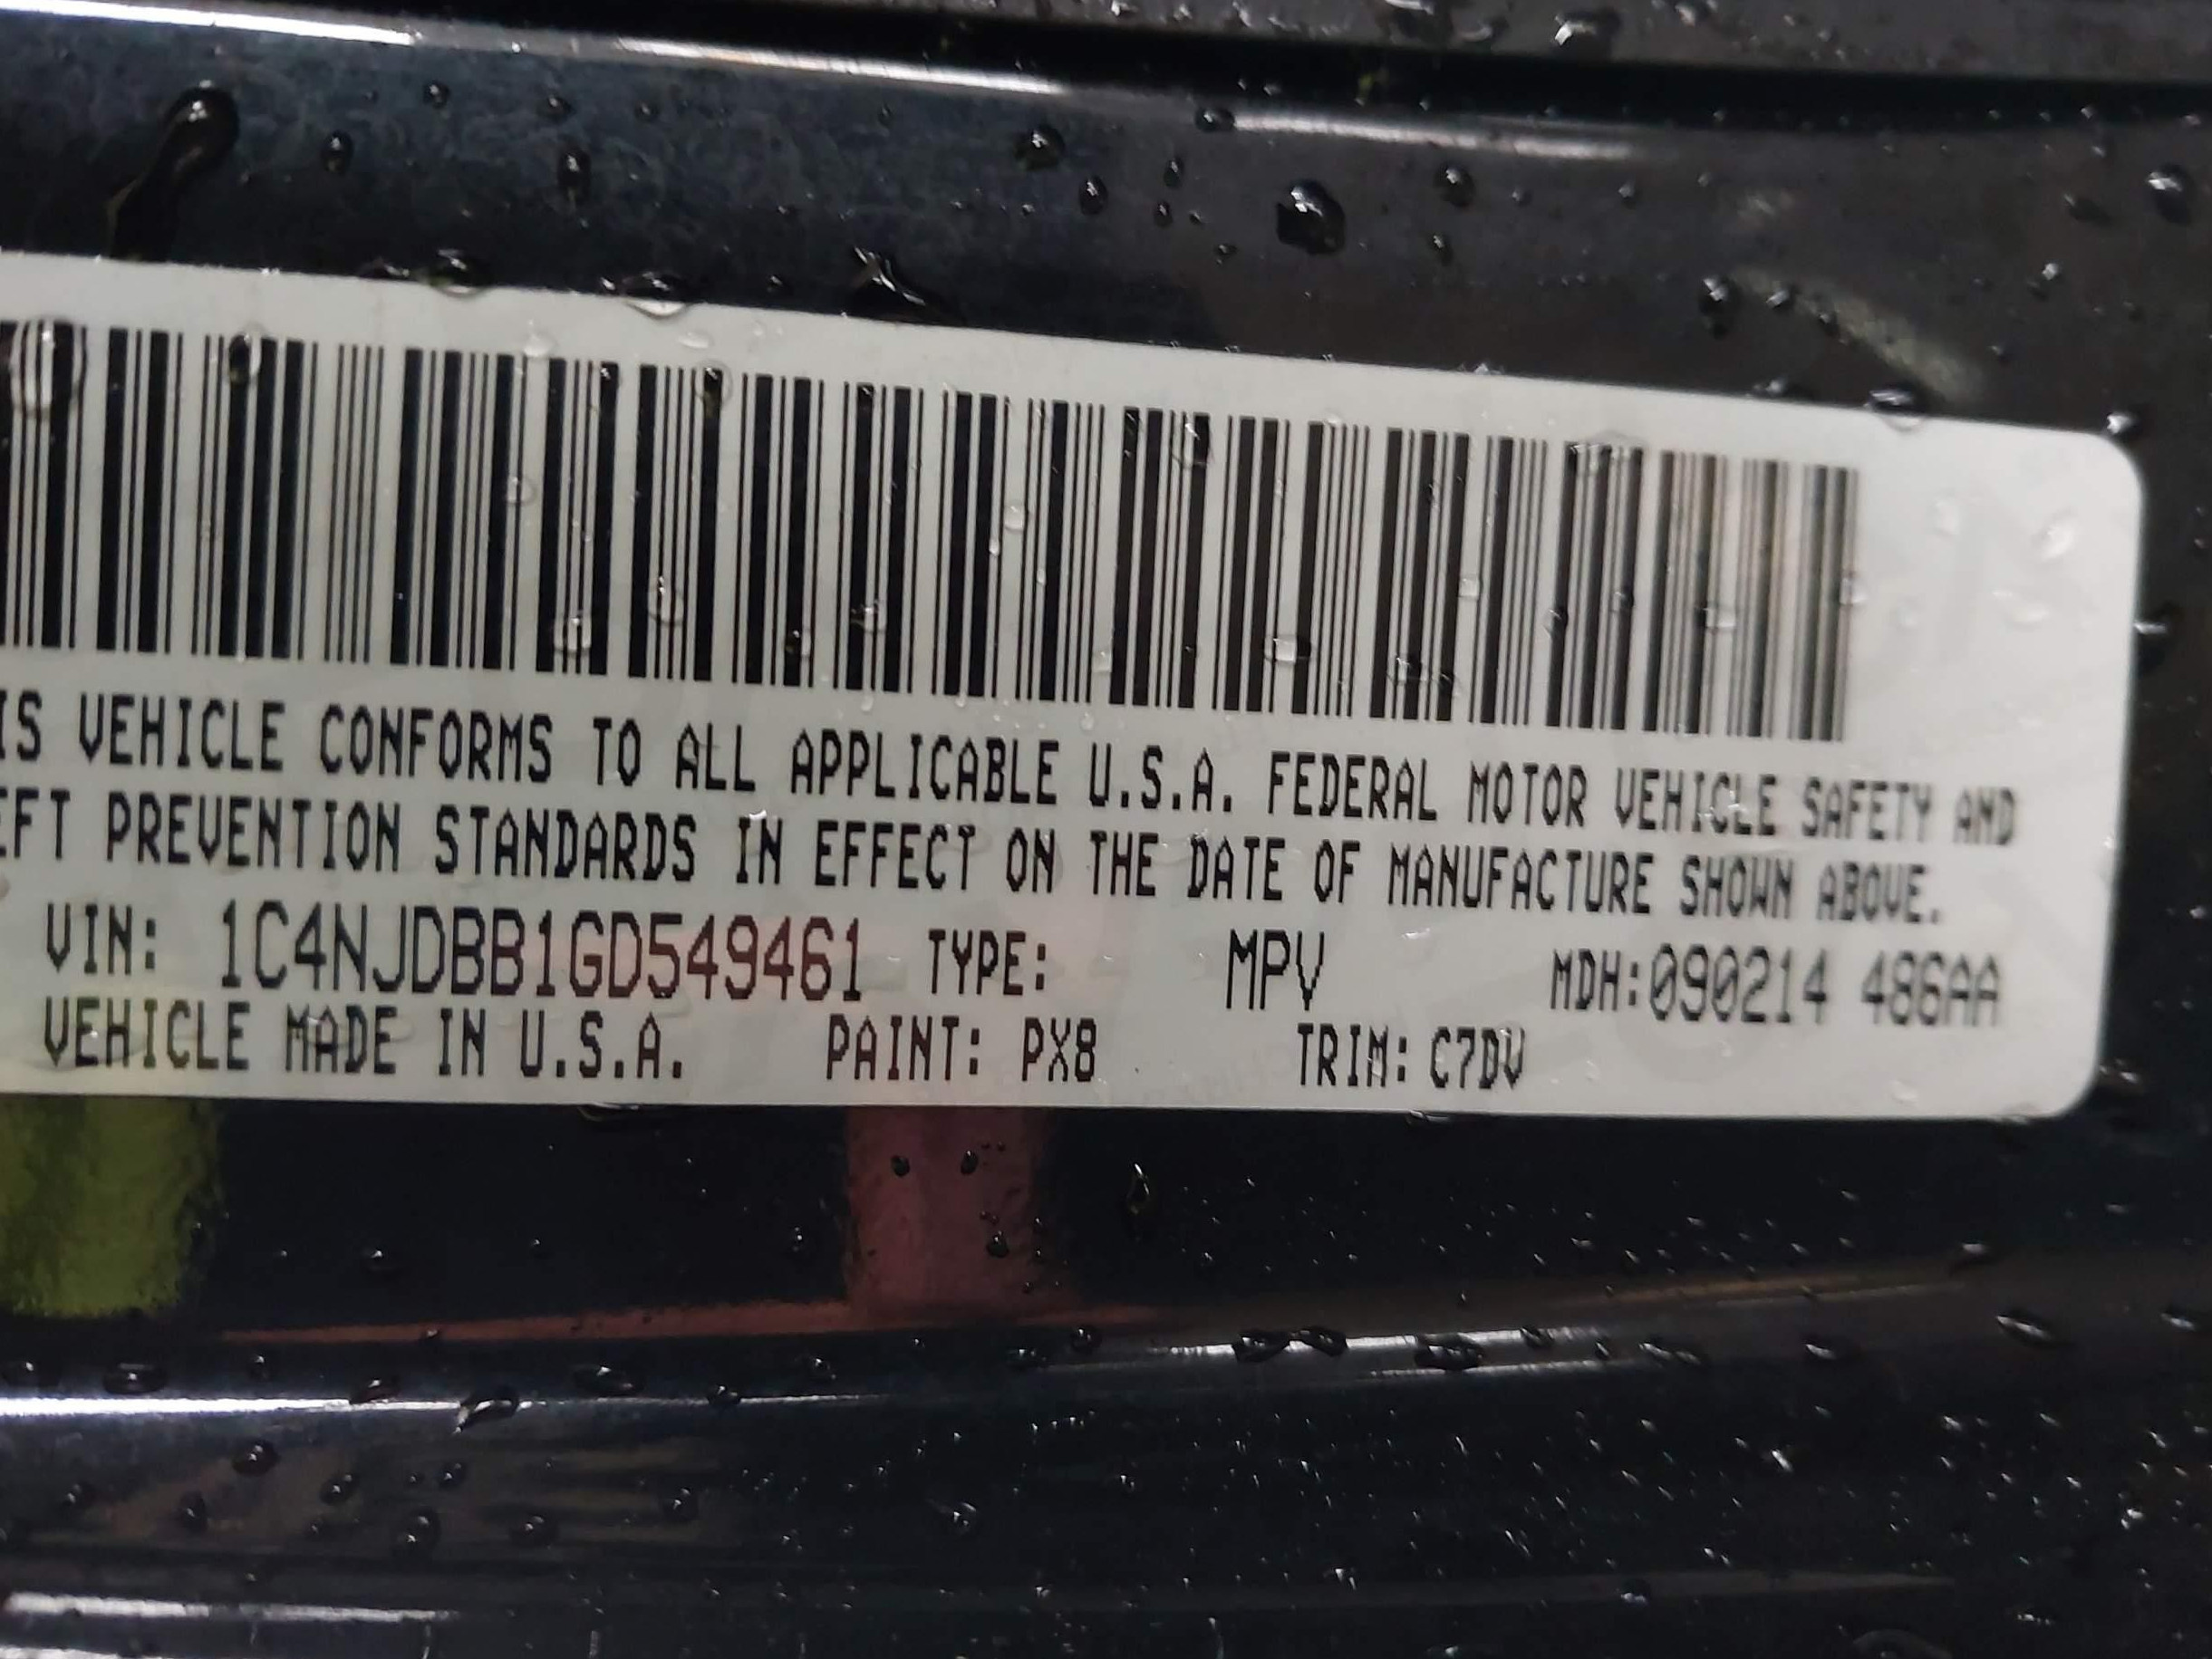 IS VEHICLE CONFORMS TO ALL APPLICABLE U.S.A. FEDERAL MOTOR VEHICLE SAFETY AND
EFT PREVENTION STANDARDS IN EFFECT ON THE DATE OF MANUFACTURE SHOWN ABOVE.
VIN: 1C4NJDBB1GD549461 TYPE: MPV MDH:090214 486AA
VEHICLE MADE IN U.S.A. PAINT: PX8 TRIM: C7DV